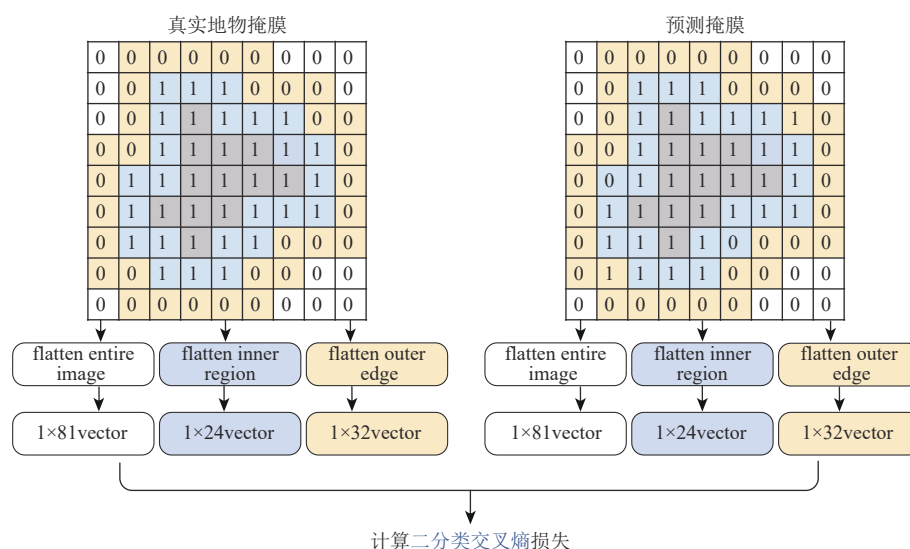 真实地物掩膜
0 0 0 0 0 0 0 0 0
0 0 1 1 1 0 0 0 0
0 0 1 1 1 1 1 0 0
0 0 1 1 1 1 1 1 0
0 1 1 1 1 1 1 1 0
0 1 1 1 1 1 1 1 0
0 1 1 1 1 1 0 0 0
0 0 1 1 1 0 0 0 0
0 0 0 0 0 0 0 0 0
flatten entire
image
flatten inner
region
flatten outer
edge
1×81vector
1×24vector
1×32vector
预测掩膜
0 0 0 0 0 0 0 0 0
0 0 1 1 1 0 0 0 0
0 0 1 1 1 1 1 1 0
0 0 1 1 1 1 1 1 0
0 0 1 1 1 1 1 1 0
0 1 1 1 1 1 1 1 0
0 1 1 1 1 0 0 0 0
0 1 1 1 1 0 0 0 0
0 0 0 0 0 0 0 0 0
flatten entire
image
flatten inner
region
flatten outer
edge
1×81vector
1×24vector
1×32vector
计算二分类交叉熵损失